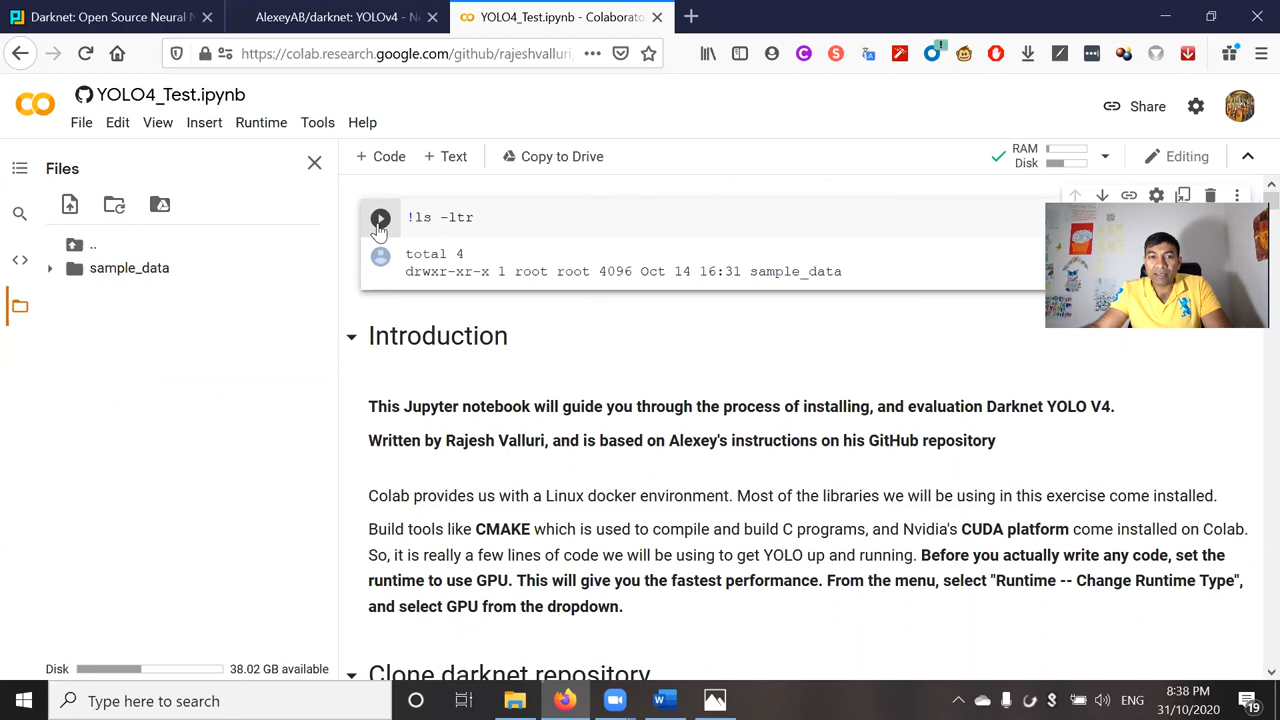 Darknet: Open Source Neural N
AlexeyAB/darknet: YOLOv4 - Ne
YOLO4_Test.ipynb - Colaborato
https://colab.research.google.com/github/rajeshvalluri,
YOLO4_Test.ipynb
Share
File Edit View Insert Runtime Tools Help
Files
+ Code + Text Copy to Drive
RAM
Disk
Editing
!ls -ltr
..
sample_data
total 4
drwxr-xr-x 1 root root 4096 Oct 14 16:31 sample_data
Introduction
This Jupyter notebook will guide you through the process of installing, and evaluation Darknet YOLO V4.
Written by Rajesh Valluri, and is based on Alexey's instructions on his GitHub repository
Colab provides us with a Linux docker environment. Most of the libraries we will be using in this exercise come installed.
Build tools like CMAKE which is used to compile and build C programs, and Nvidia's CUDA platform come installed on Colab.
So, it is really a few lines of code we will be using to get YOLO up and running. Before you actually write any code, set the
runtime to use GPU. This will give you the fastest performance. From the menu, select "Runtime -- Change Runtime Type",
and select GPU from the dropdown.
Clone darknet repository
Disk 38.02 GB available
Type here to search
ENG
8:38 PM
31/10/2020
19